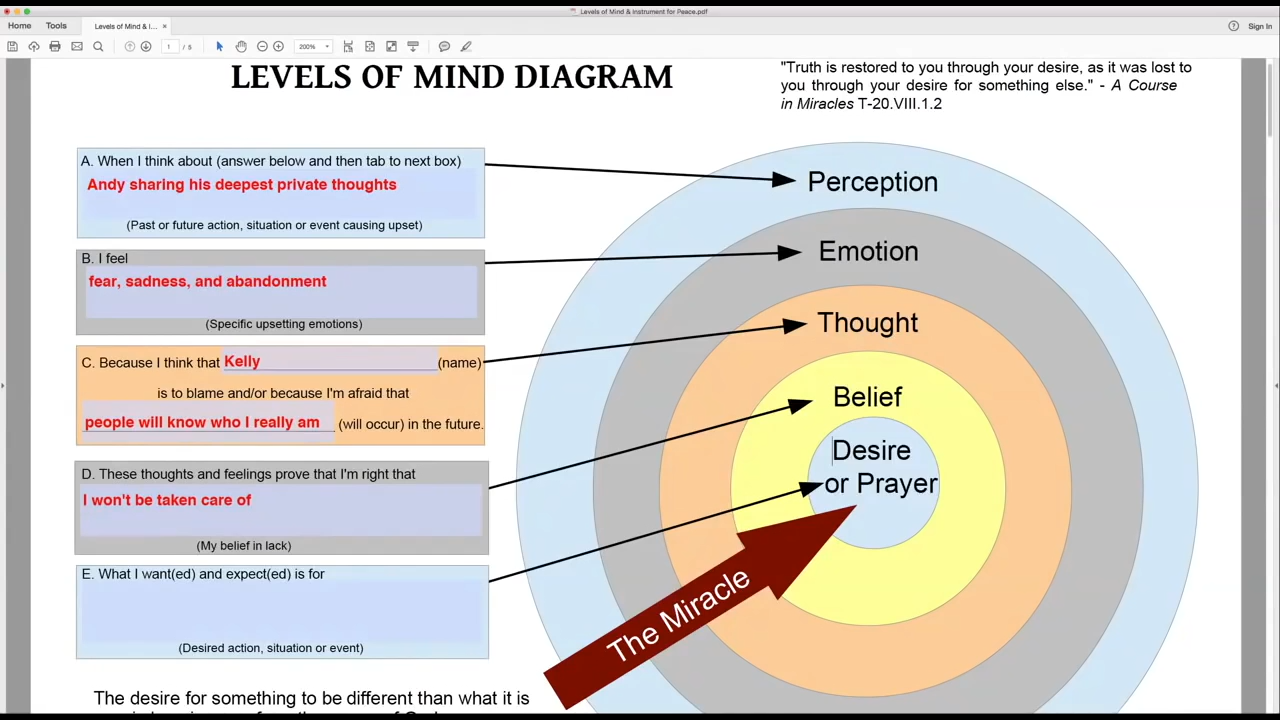 Levels of Mind & Instrument for Peace.pdf
Home Tools Levels of Mind & I... × Sign In
1 / 5 200%
LEVELS OF MIND DIAGRAM
"Truth is restored to you through your desire, as it was lost to
you through your desire for something else." - A Course
in Miracles T-20.VIII.1.2
A. When I think about (answer below and then tab to next box)
Andy sharing his deepest private thoughts
(Past or future action, situation or event causing upset)
B. I feel
fear, sadness, and abandonment
(Specific upsetting emotions)
C. Because I think that Kelly (name)
is to blame and/or because I'm afraid that
people will know who I really am (will occur) in the future.
D. These thoughts and feelings prove that I'm right that
I won't be taken care of
(My belief in lack)
E. What I want(ed) and expect(ed) is for
(Desired action, situation or event)
The desire for something to be different than what it is
Perception
Emotion
Thought
Belief
Desire
or Prayer
The Miracle